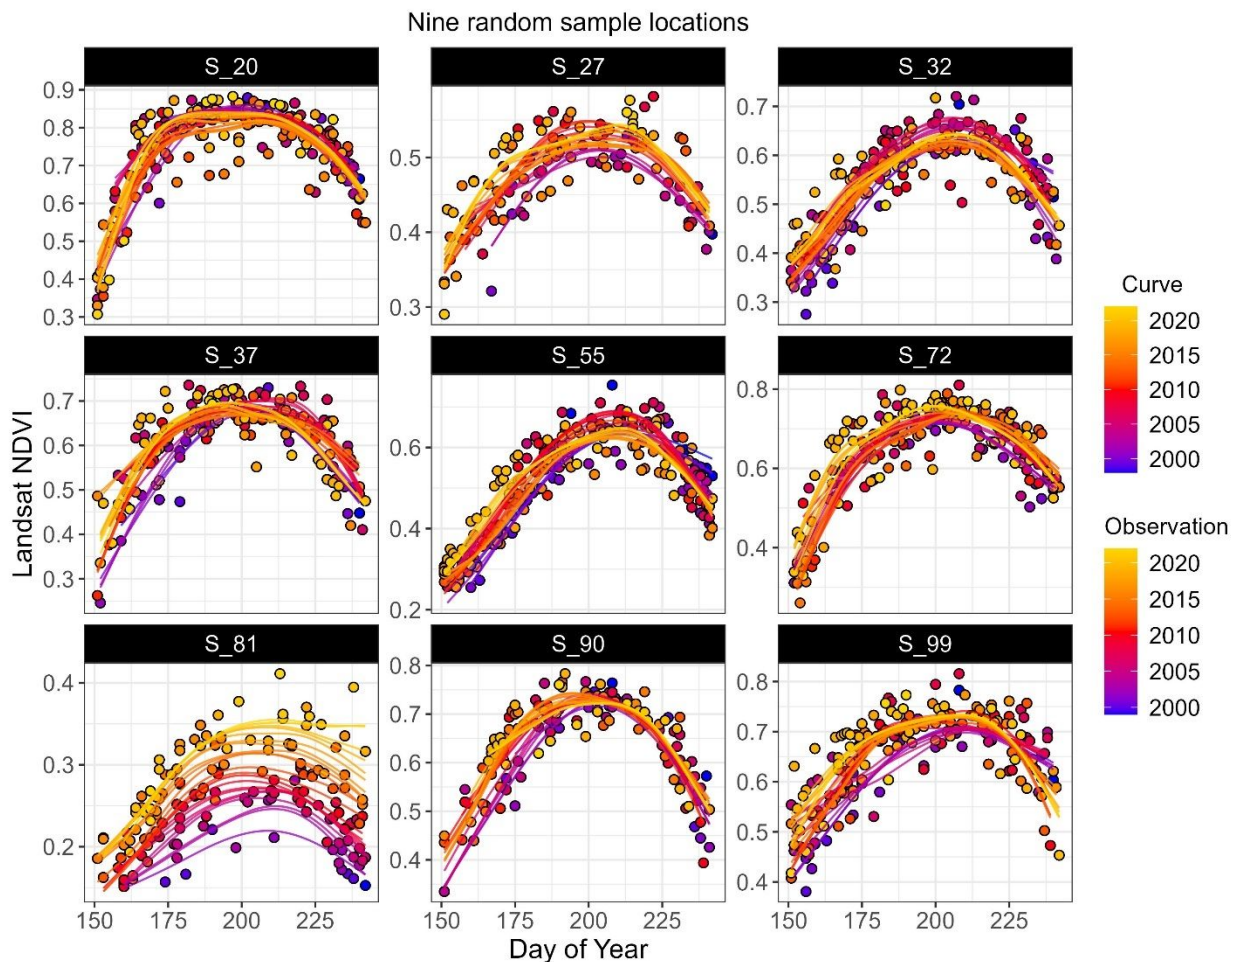 Nine random sample locations
S_20
S_27
S_32
0.9
0.8
0.7
0.6
0.5
0.4
0.3
0.5
0.4
0.3
0.7
0.6
0.5
0.4
0.3
S_37
S_55
S_72
0.7
0.6
0.5
0.4
0.3
0.6
0.4
0.2
0.8
0.6
0.4
S_81
S_90
S_99
0.4
0.3
0.2
0.8
0.7
0.6
0.5
0.4
0.8
0.7
0.6
0.5
0.4
150 175 200 225
150 175 200 225
150 175 200 225
Day of Year
Landsat NDVI
Curve
2020
2015
2010
2005
2000
Observation
2020
2015
2010
2005
2000